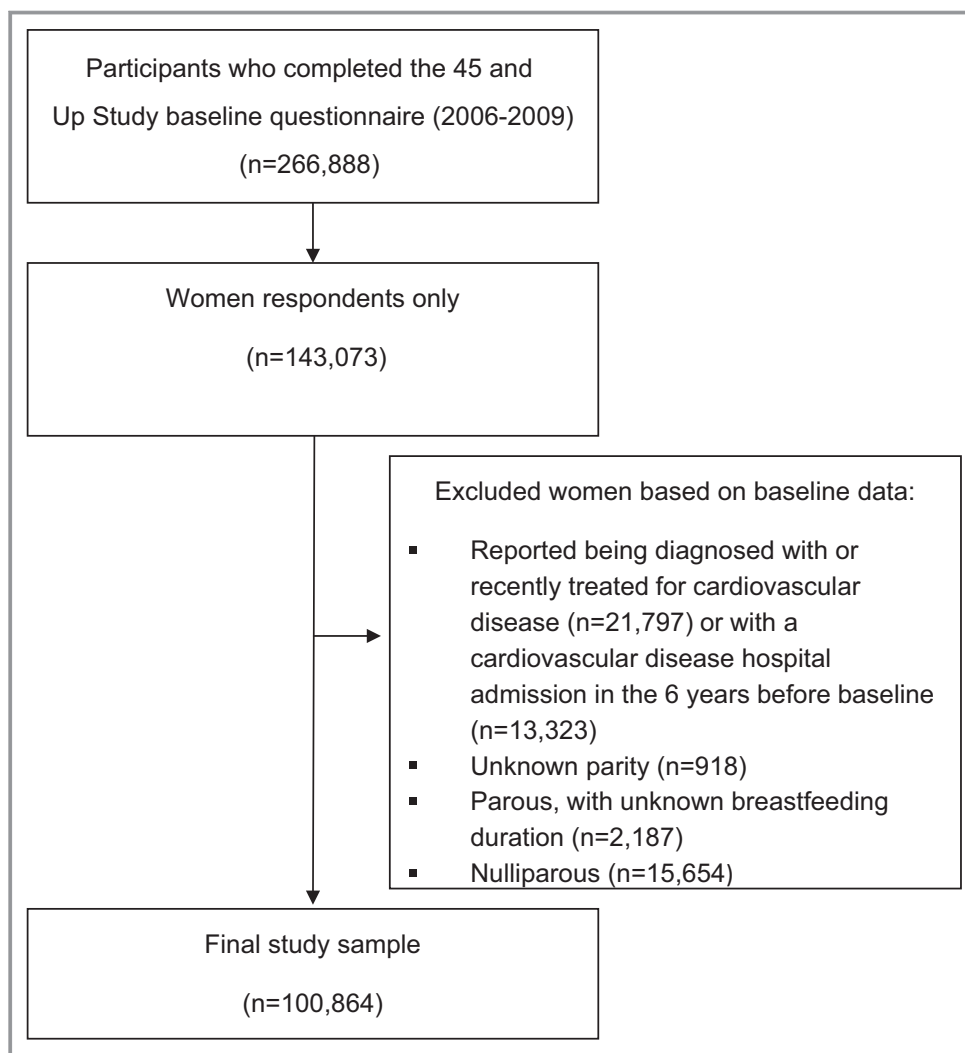 Participants who completed the 45 and
Up Study baseline questionnaire (2006-2009)
(n=266,888)
Women respondents only
(n=143,073)
Excluded women based on baseline data:
▪ Reported being diagnosed with or
recently treated for cardiovascular
disease (n=21,797) or with a
cardiovascular disease hospital
admission in the 6 years before baseline
(n=13,323)
▪ Unknown parity (n=918)
▪ Parous, with unknown breastfeeding
duration (n=2,187)
▪ Nulliparous (n=15,654)
Final study sample
(n=100,864)